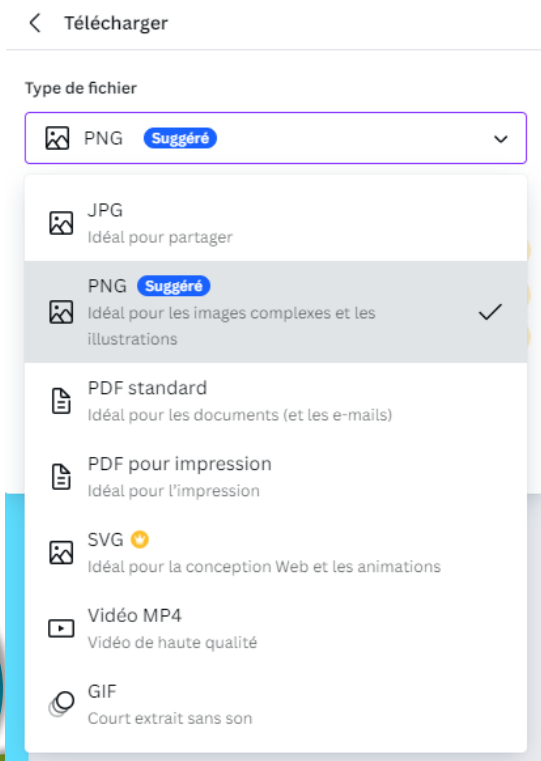 Télécharger
Type de fichier
PNG Suggéré
JPG
Idéal pour partager
PNG Suggéré
Idéal pour les images complexes et les
illustrations
PDF standard
Idéal pour les documents (et les e-mails)
PDF pour impression
Idéal pour l'impression
SVG
Idéal pour la conception Web et les animations
Vidéo MP4
Vidéo de haute qualité
GIF
Court extrait sans son